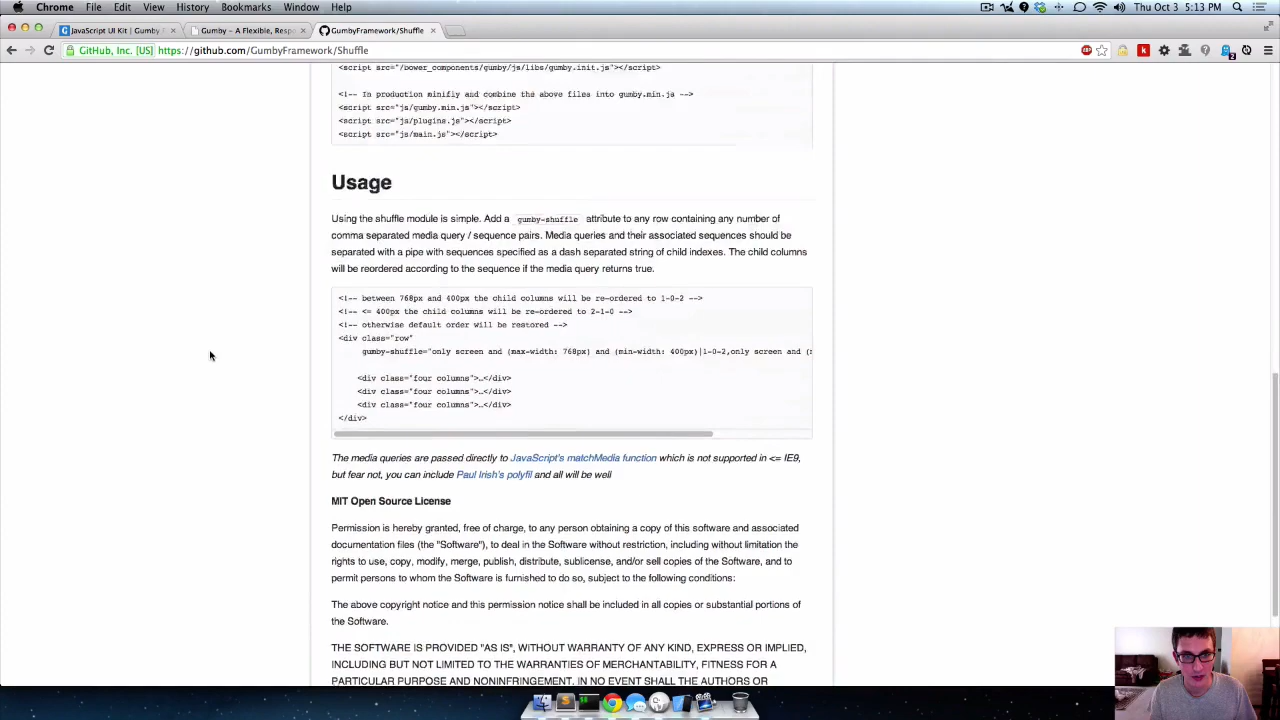 Chrome File Edit View History Bookmarks Window Help
Thu Oct 3 5:13 PM
JavaScript UI Kit | Gumby
Gumby – A Flexible, Respo
GumbyFramework/Shuffle
GitHub, Inc. [US] https://github.com/GumbyFramework/Shuffle
<script src="/bower_components/gumby/js/libs/gumby.init.js"></script>
<!-- In production minifiy and combine the above files into gumby.min.js -->
<script src="js/gumby.min.js"></script>
<script src="js/plugins.js"></script>
<script src="js/main.js"></script>
Usage
Using the shuffle module is simple. Add a gumby-shuffle attribute to any row containing any number of
comma separated media query / sequence pairs. Media queries and their associated sequences should be
separated with a pipe with sequences specified as a dash separated string of child indexes. The child columns
will be reordered according to the sequence if the media query returns true.
<!-- between 768px and 400px the child columns will be re-ordered to 1-0-2 -->
<!-- <= 400px the child columns will be re-ordered to 2-1-0 -->
<!-- otherwise default order will be restored -->
<div class="row"
gumby-shuffle="only screen and (max-width: 768px) and (min-width: 400px)|1-0-2,only screen and (
<div class="four columns">…</div>
<div class="four columns">…</div>
<div class="four columns">…</div>
</div>
The media queries are passed directly to JavaScript's matchMedia function which is not supported in <= IE9,
but fear not, you can include Paul Irish's polyfil and all will be well
MIT Open Source License
Permission is hereby granted, free of charge, to any person obtaining a copy of this software and associated
documentation files (the "Software"), to deal in the Software without restriction, including without limitation the
rights to use, copy, modify, merge, publish, distribute, sublicense, and/or sell copies of the Software, and to
permit persons to whom the Software is furnished to do so, subject to the following conditions:
The above copyright notice and this permission notice shall be included in all copies or substantial portions of
the Software.
THE SOFTWARE IS PROVIDED "AS IS", WITHOUT WARRANTY OF ANY KIND, EXPRESS OR IMPLIED,
INCLUDING BUT NOT LIMITED TO THE WARRANTIES OF MERCHANTABILITY, FITNESS FOR A
PARTICULAR PURPOSE AND NONINFRINGEMENT. IN NO EVENT SHALL THE AUTHORS OR